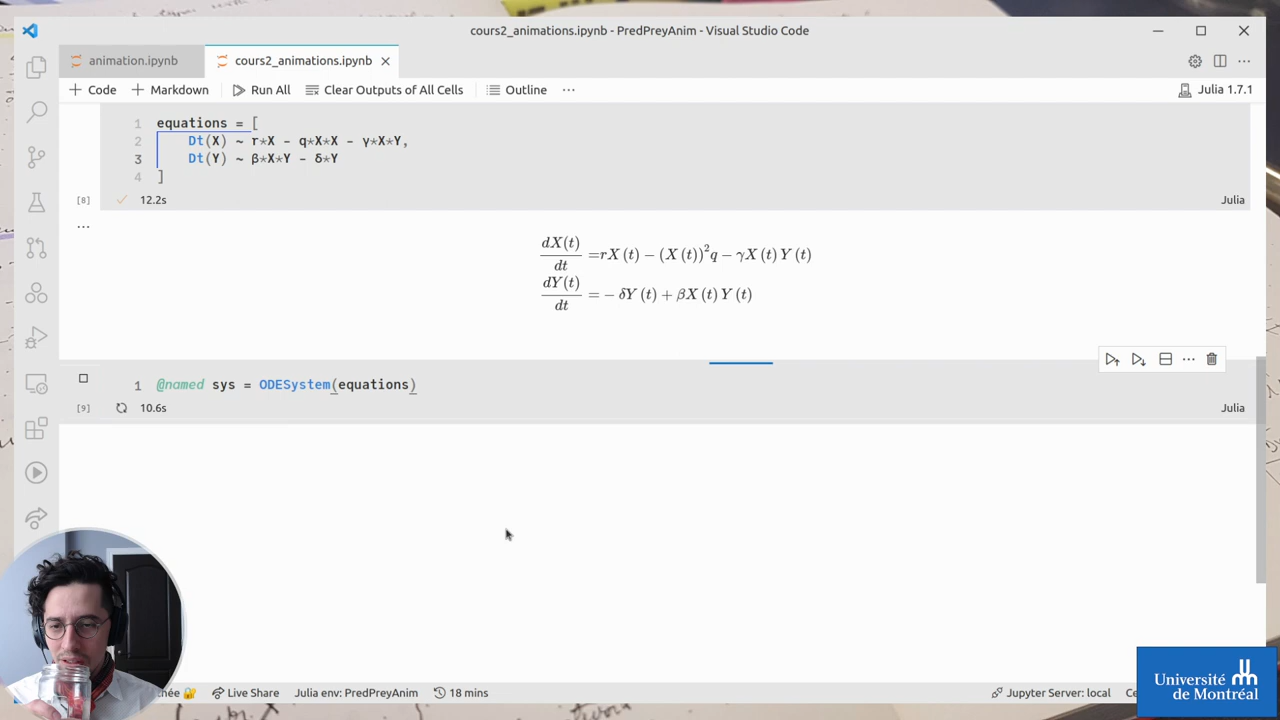 cours2_animations.ipynb - PredPreyAnim - Visual Studio Code
animation.ipynb
cours2_animations.ipynb
Code
Markdown
Run All
Clear Outputs of All Cells
Outline
Julia 1.7.1
1 equations = [
2 Dt(X) ~ r*X - q*X*X - γ*X*Y,
3 Dt(Y) ~ β*X*Y - δ*Y
4 ]
[8] 12.2s Julia
dX(t)/dt =rX(t) − (X(t))²q − γX(t)Y(t)
dY(t)/dt = − δY(t) + βX(t)Y(t)
1 @named sys = ODESystem(equations)
[9] 10.6s Julia
Live Share
Julia env: PredPreyAnim
18 mins
Jupyter Server: local
Université
de Montréal